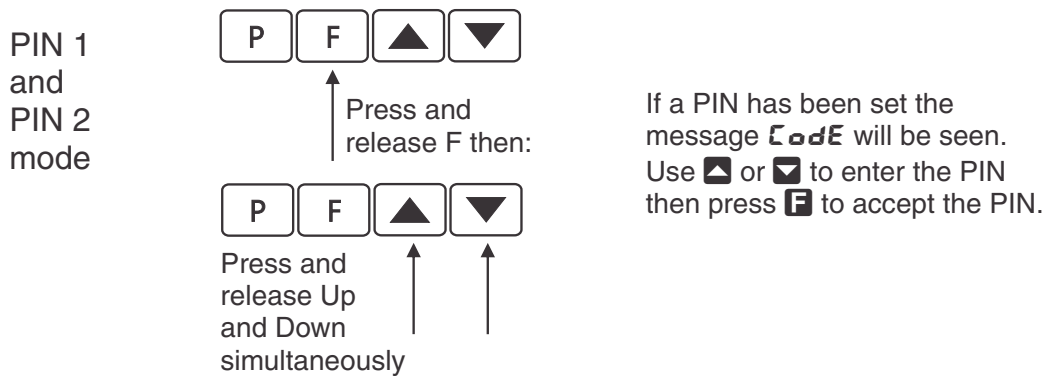 PIN 1
and
PIN 2
mode
P F ▲ ▼
Press and
release F then:
P F ▲ ▼
Press and
release Up
and Down
simultaneously
If a PIN has been set the
message CodE will be seen.
Use ▲ or ▼ to enter the PIN
then press F to accept the PIN.